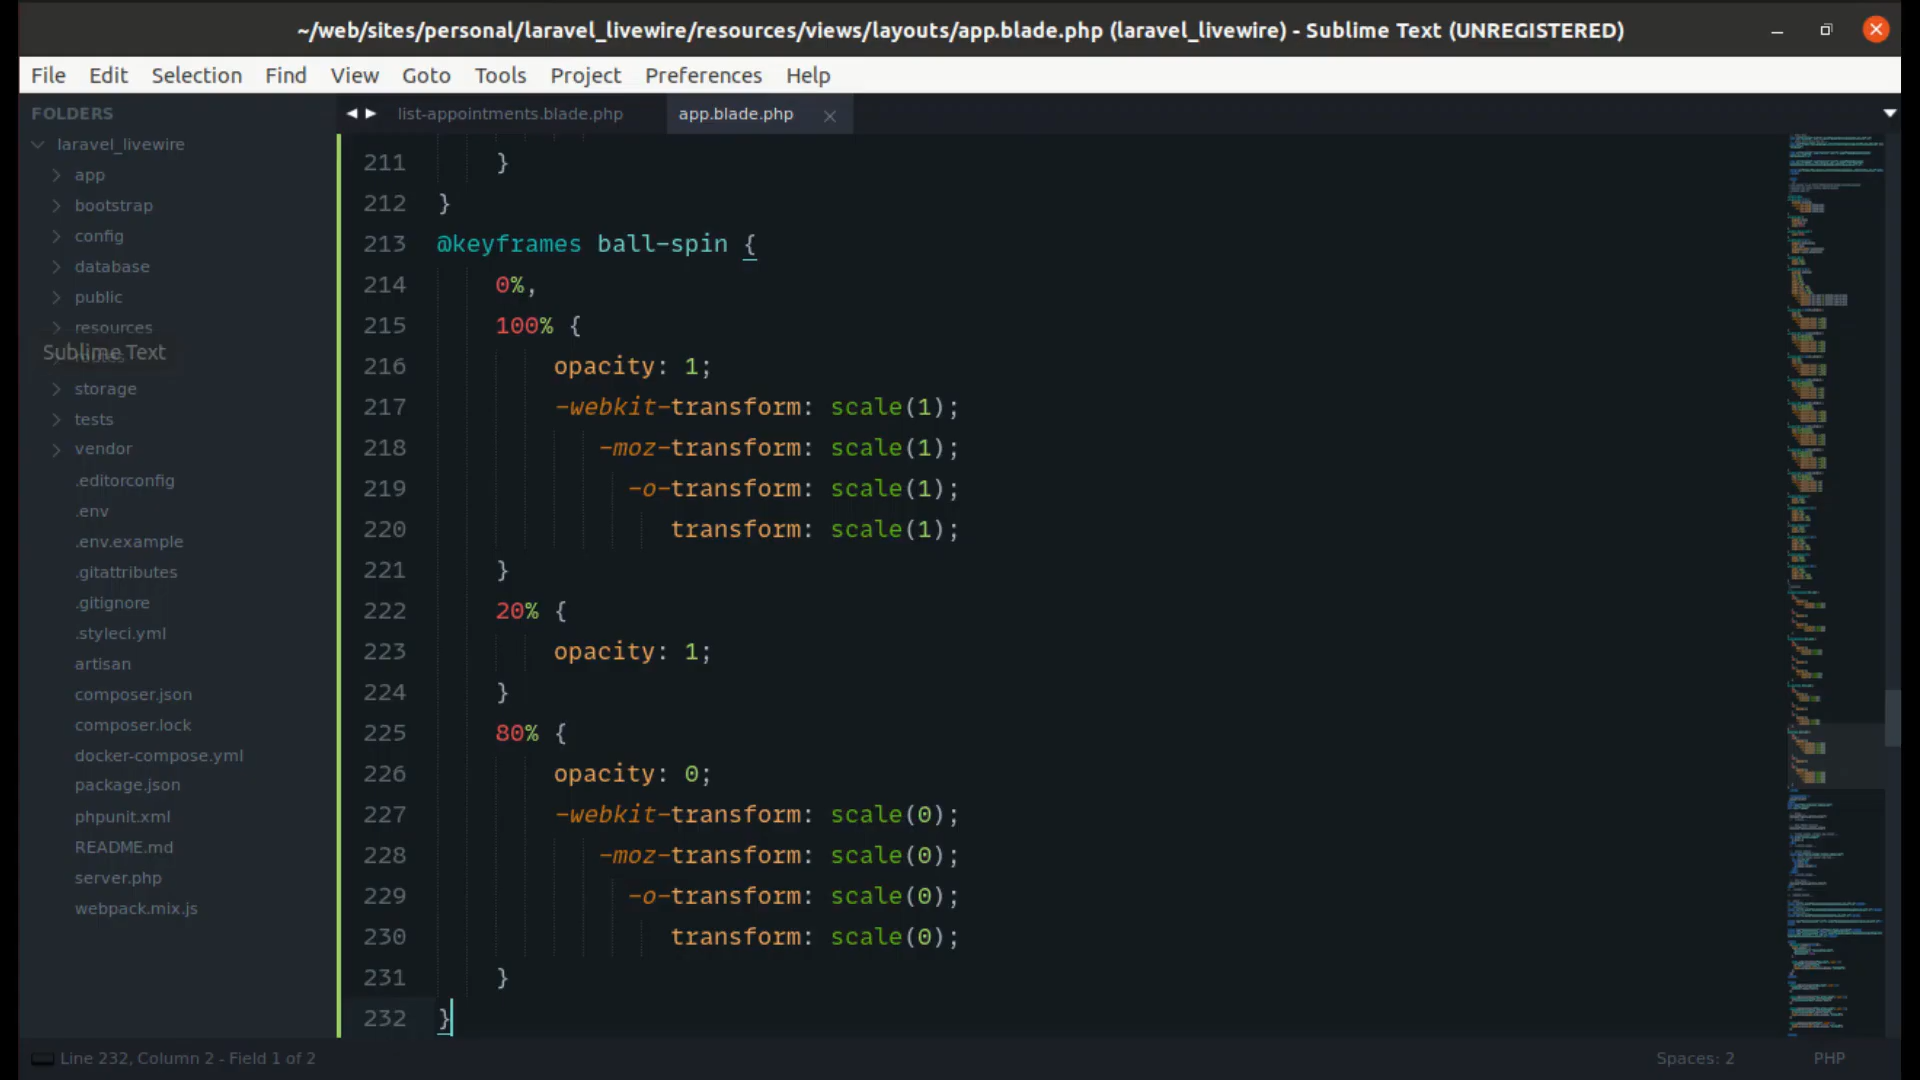 ~/web/sites/personal/laravel_livewire/resources/views/layouts/app.blade.php (laravel_livewire) - Sublime Text (UNREGISTERED)
File Edit Selection Find View Goto Tools Project Preferences Help
FOLDERS
laravel_livewire
app
bootstrap
config
database
public
resources
routes
Sublime Text
storage
tests
vendor
.editorconfig
.env
.env.example
.gitattributes
.gitignore
.styleci.yml
artisan
composer.json
composer.lock
docker-compose.yml
package.json
phpunit.xml
README.md
server.php
webpack.mix.js
list-appointments.blade.php app.blade.php
211 }
212 }
213 @keyframes ball-spin {
214 0%,
215 100% {
216 opacity: 1;
217 -webkit-transform: scale(1);
218 -moz-transform: scale(1);
219 -o-transform: scale(1);
220 transform: scale(1);
221 }
222 20% {
223 opacity: 1;
224 }
225 80% {
226 opacity: 0;
227 -webkit-transform: scale(0);
228 -moz-transform: scale(0);
229 -o-transform: scale(0);
230 transform: scale(0);
231 }
232 }
Line 232, Column 2 - Field 1 of 2 Spaces: 2 PHP